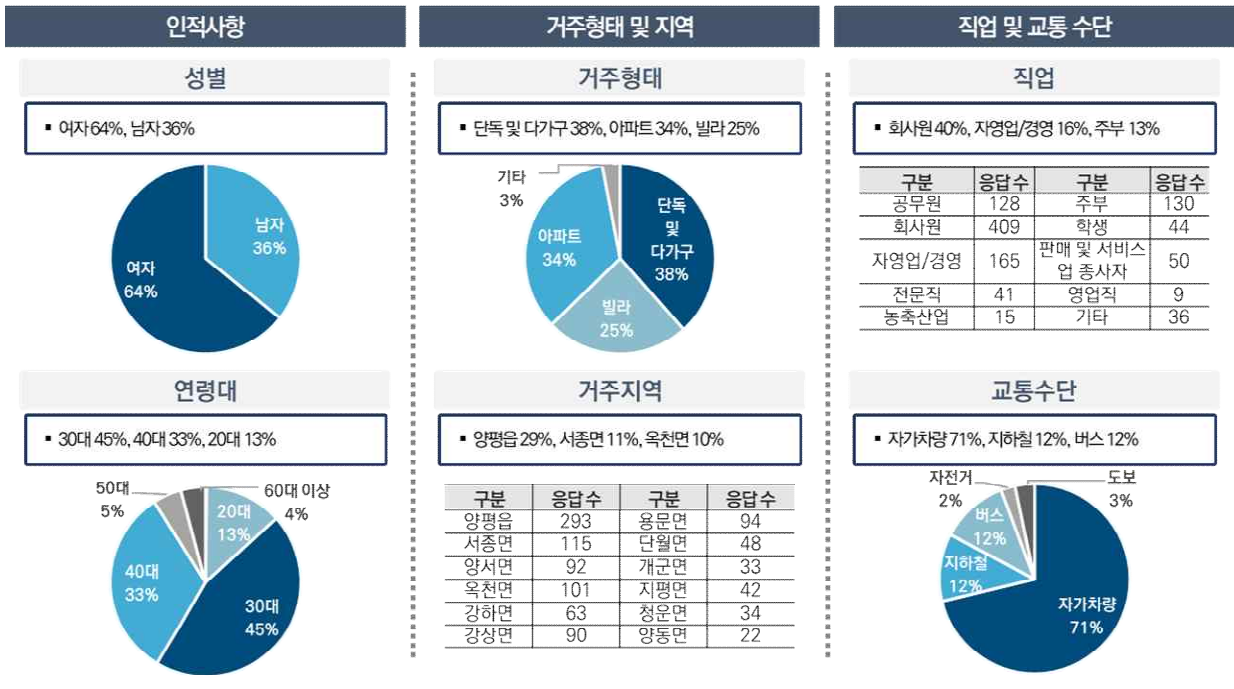 인적사항
성별
▪ 여자 64%, 남자 36%
남자
36%
여자
64%
연령대
▪ 30대 45%, 40대 33%, 20대 13%
50대
5%
60대 이상
4%
20대
13%
40대
33%
30대
45%
거주형태 및 지역
거주형태
▪ 단독 및 다가구 38%, 아파트 34%, 빌라 25%
기타
3%
단독
및
다가구
38%
아파트
34%
빌라
25%
거주지역
▪ 양평읍 29%, 서종면 11%, 옥천면 10%
구분 응답 수 구분 응답 수
양평읍 293 용문면 94
서종면 115 단월면 48
양서면 92 개군면 33
옥천면 101 지평면 42
강하면 63 청운면 34
강상면 90 양동면 22
직업 및 교통 수단
직업
▪ 회사원 40%, 자영업/경영 16%, 주부 13%
구분 응답 수 구분 응답 수
공무원 128 주부 130
회사원 409 학생 44
자영업/경영 165 판매 및 서비스
업 종사자 50
전문직 41 영업직 9
농축산업 15 기타 36
교통수단
▪ 자가차량 71%, 지하철 12%, 버스 12%
자전거
2%
도보
3%
버스
12%
지하철
12%
자가차량
71%